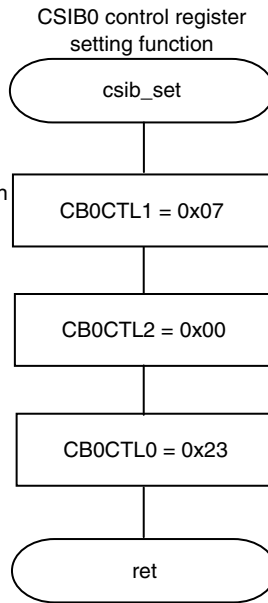 CSIB0 control register
setting function
csib_set
CB0CTL1 = 0x07
CB0CTL2 = 0x00
CB0CTL0 = 0x23
ret